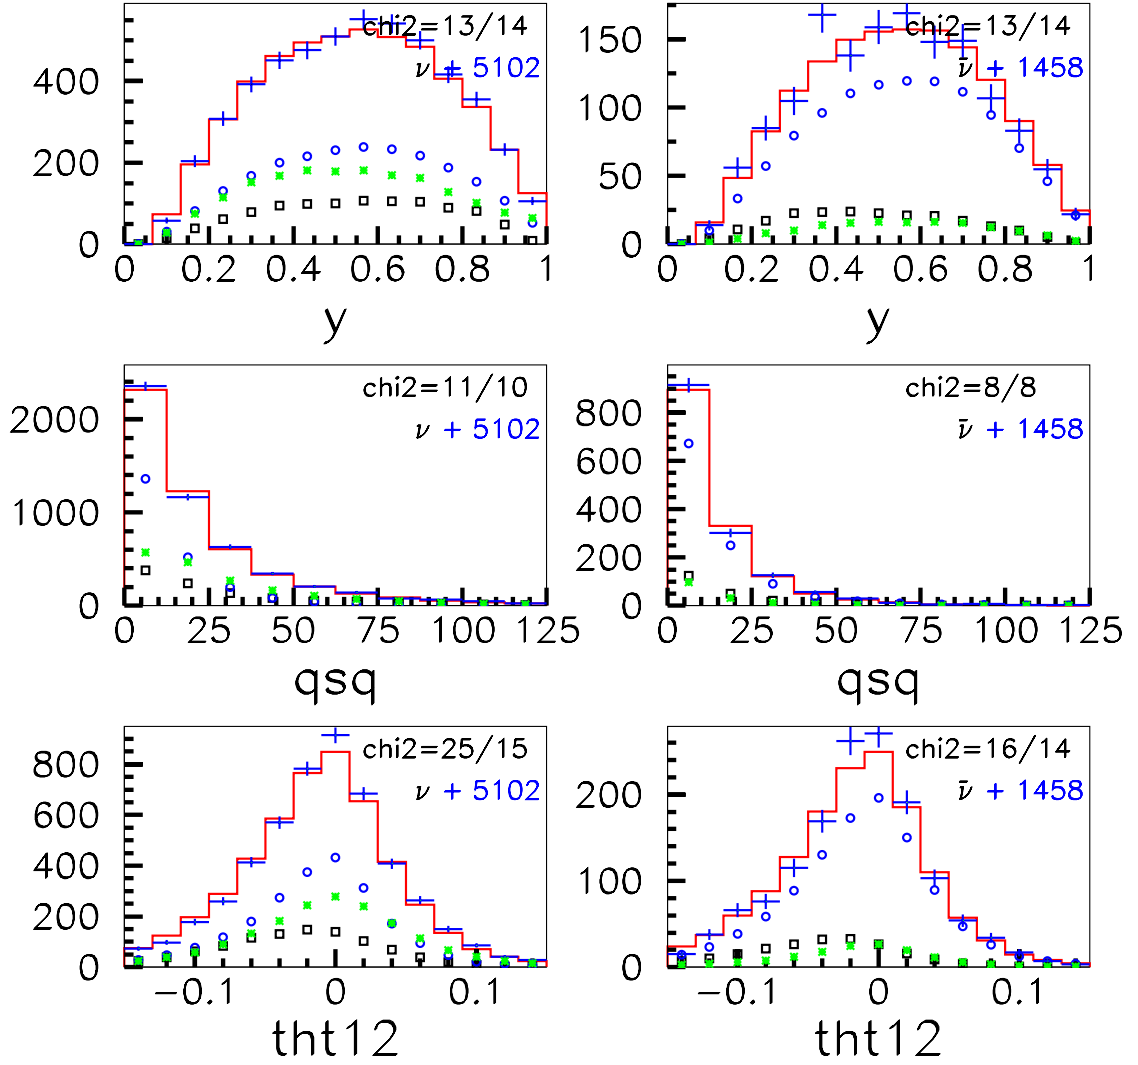 chi2=13/14
ν + 5102
400
200
0
0 0.2 0.4 0.6 0.8 1
y
chi2=13/14
ν̄ + 1458
150
100
50
0
0 0.2 0.4 0.6 0.8 1
y
chi2=11/10
ν + 5102
2000
1000
0
0 25 50 75 100 125
qsq
chi2=8/8
ν̄ + 1458
800
600
400
200
0
0 25 50 75 100 125
qsq
chi2=25/15
ν + 5102
800
600
400
200
0
−0.1 0 0.1
tht12
chi2=16/14
ν̄ + 1458
200
100
0
−0.1 0 0.1
tht12